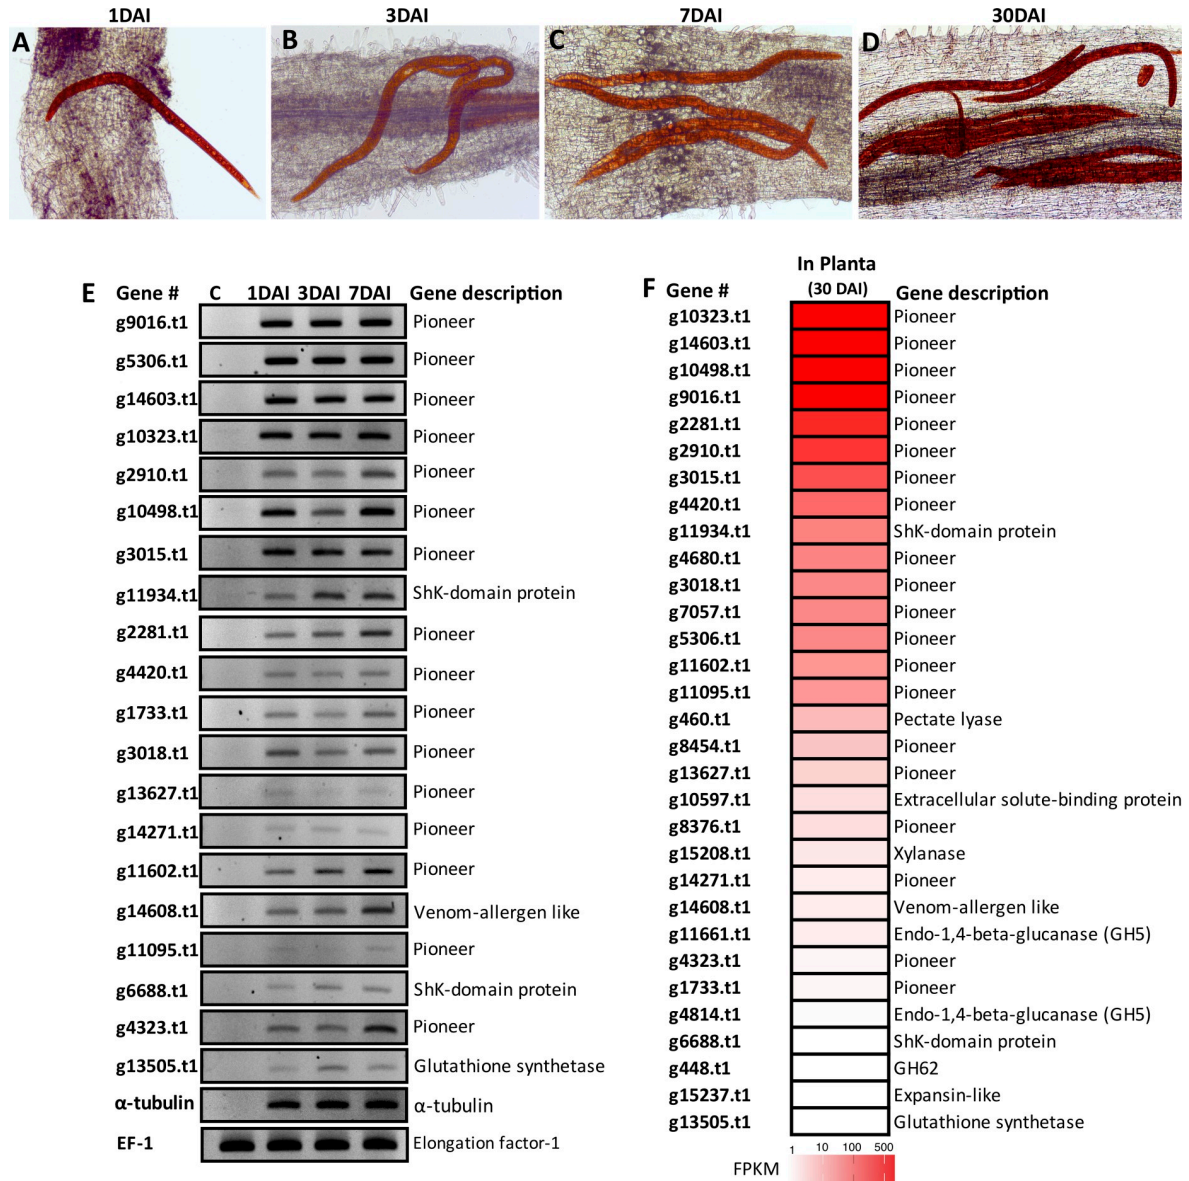 1DAI 3DAI 7DAI 30DAI
A B C D
E Gene # C 1DAI 3DAI 7DAI Gene description
g9016.t1 Pioneer
g5306.t1 Pioneer
g14603.t1 Pioneer
g10323.t1 Pioneer
g2910.t1 Pioneer
g10498.t1 Pioneer
g3015.t1 Pioneer
g11934.t1 ShK-domain protein
g2281.t1 Pioneer
g4420.t1 Pioneer
g1733.t1 Pioneer
g3018.t1 Pioneer
g13627.t1 Pioneer
g14271.t1 Pioneer
g11602.t1 Pioneer
g14608.t1 Venom-allergen like
g11095.t1 Pioneer
g6688.t1 ShK-domain protein
g4323.t1 Pioneer
g13505.t1 Glutathione synthetase
α-tubulin α-tubulin
EF-1 Elongation factor-1
In Planta
F Gene # (30 DAI) Gene description
g10323.t1 Pioneer
g14603.t1 Pioneer
g10498.t1 Pioneer
g9016.t1 Pioneer
g2281.t1 Pioneer
g2910.t1 Pioneer
g3015.t1 Pioneer
g4420.t1 Pioneer
g11934.t1 ShK-domain protein
g4680.t1 Pioneer
g3018.t1 Pioneer
g7057.t1 Pioneer
g5306.t1 Pioneer
g11602.t1 Pioneer
g11095.t1 Pioneer
g460.t1 Pectate lyase
g8454.t1 Pioneer
g13627.t1 Pioneer
g10597.t1 Extracellular solute-binding protein
g8376.t1 Pioneer
g15208.t1 Xylanase
g14271.t1 Pioneer
g14608.t1 Venom-allergen like
g11661.t1 Endo-1,4-beta-glucanase (GH5)
g4323.t1 Pioneer
g1733.t1 Pioneer
g4814.t1 Endo-1,4-beta-glucanase (GH5)
g6688.t1 ShK-domain protein
g448.t1 GH62
g15237.t1 Expansin-like
g13505.t1 Glutathione synthetase
1 10 100 500
FPKM